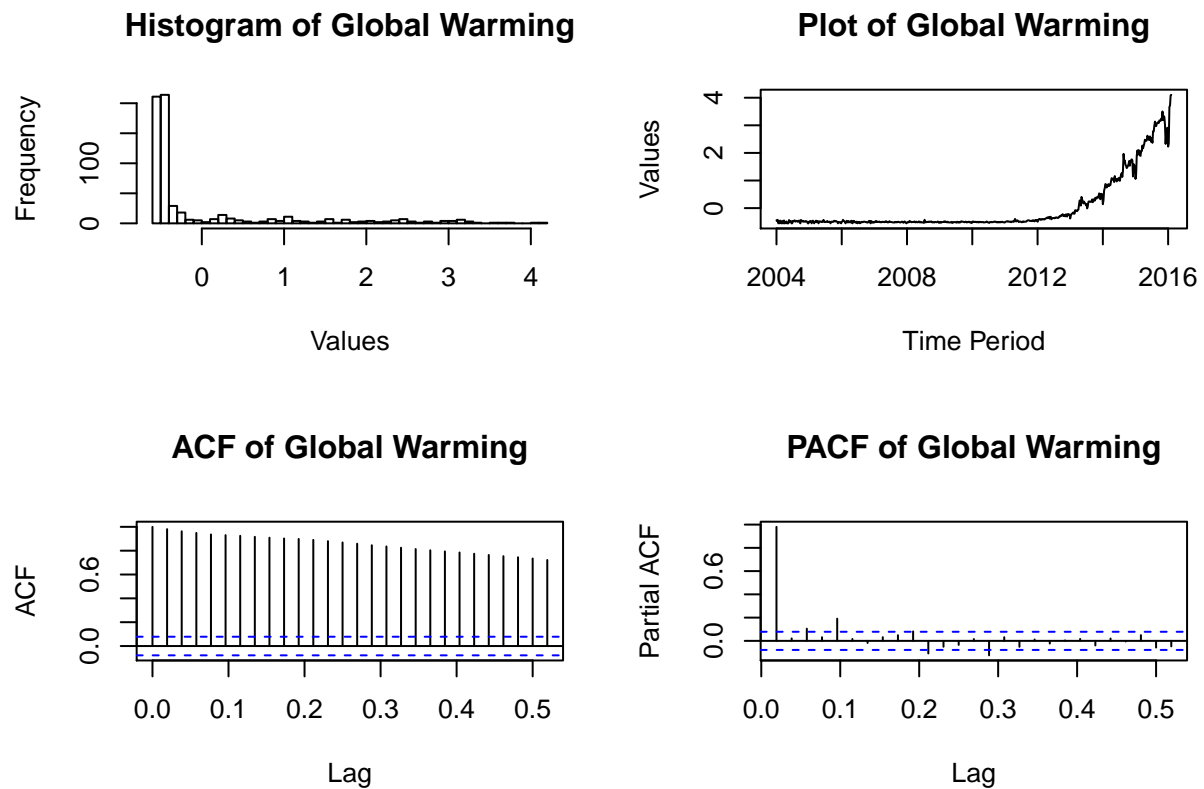 Histogram of Global Warming
Frequency
0
100
0
1
2
3
4
Values
Plot of Global Warming
Values
0
2
4
2004
2008
2012
2016
Time Period
ACF of Global Warming
ACF
0.0
0.6
0.0
0.1
0.2
0.3
0.4
0.5
Lag
PACF of Global Warming
Partial ACF
0.0
0.6
0.0
0.1
0.2
0.3
0.4
0.5
Lag